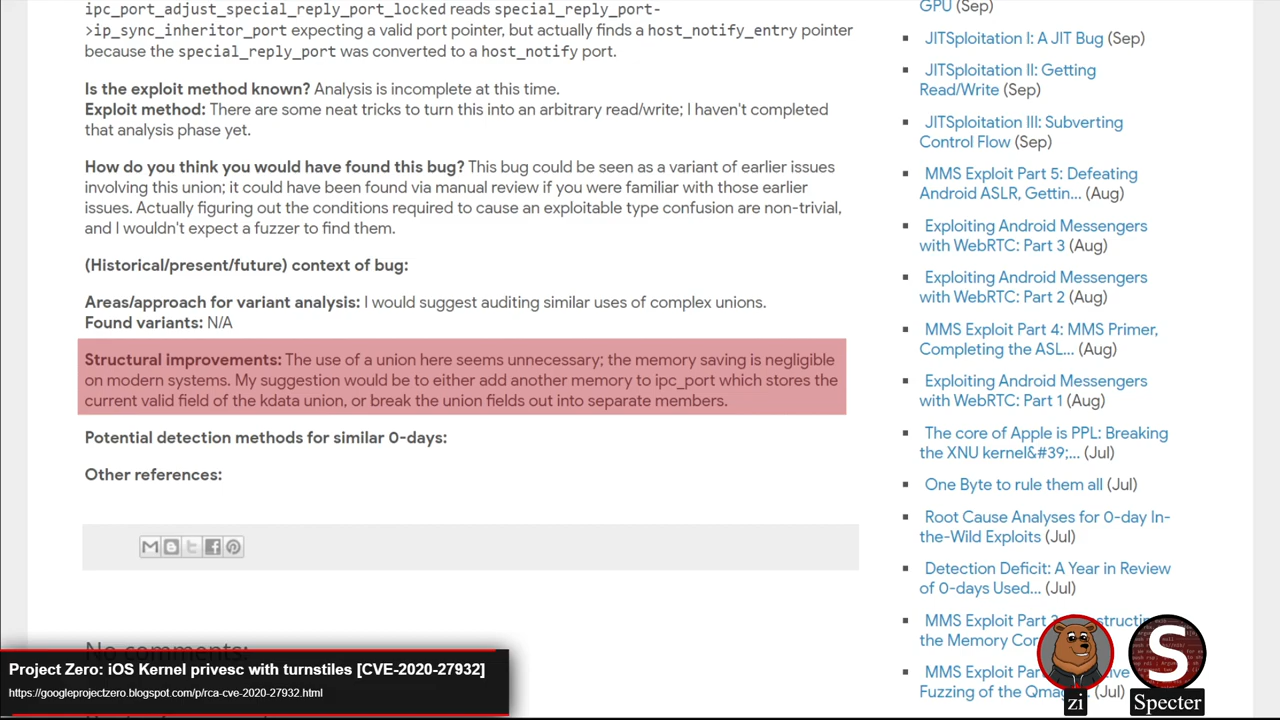 ipc_port_adjust_special_reply_port_locked reads special_reply_port-
>ip_sync_inheritor_port expecting a valid port pointer, but actually finds a host_notify_entry pointer
because the special_reply_port was converted to a host_notify port.
Is the exploit method known? Analysis is incomplete at this time.
Exploit method: There are some neat tricks to turn this into an arbitrary read/write; I haven't completed
that analysis phase yet.
How do you think you would have found this bug? This bug could be seen as a variant of earlier issues
involving this union; it could have been found via manual review if you were familiar with those earlier
issues. Actually figuring out the conditions required to cause an exploitable type confusion are non-trivial,
and I wouldn't expect a fuzzer to find them.
(Historical/present/future) context of bug:
Areas/approach for variant analysis: I would suggest auditing similar uses of complex unions.
Found variants: N/A
Structural improvements: The use of a union here seems unnecessary; the memory saving is negligible
on modern systems. My suggestion would be to either add another memory to ipc_port which stores the
current valid field of the kdata union, or break the union fields out into separate members.
Potential detection methods for similar 0-days:
Other references:
No comments:
Project Zero: iOS Kernel privesc with turnstiles [CVE-2020-27932]
https://googleprojectzero.blogspot.com/p/rca-cve-2020-27932.html
GPU (Sep)
JITSploitation I: A JIT Bug (Sep)
JITSploitation II: Getting
Read/Write (Sep)
JITSploitation III: Subverting
Control Flow (Sep)
MMS Exploit Part 5: Defeating
Android ASLR, Gettin... (Aug)
Exploiting Android Messengers
with WebRTC: Part 3 (Aug)
Exploiting Android Messengers
with WebRTC: Part 2 (Aug)
MMS Exploit Part 4: MMS Primer,
Completing the ASL... (Aug)
Exploiting Android Messengers
with WebRTC: Part 1 (Aug)
The core of Apple is PPL: Breaking
the XNU kernel&#39;... (Jul)
One Byte to rule them all (Jul)
Root Cause Analyses for 0-day In-
the-Wild Exploits (Jul)
Detection Deficit: A Year in Review
of 0-days Used... (Jul)
MMS Exploit Part
the Memory
MMS Exploit
Fuzzing of the (Jul)
zi
S
Specter